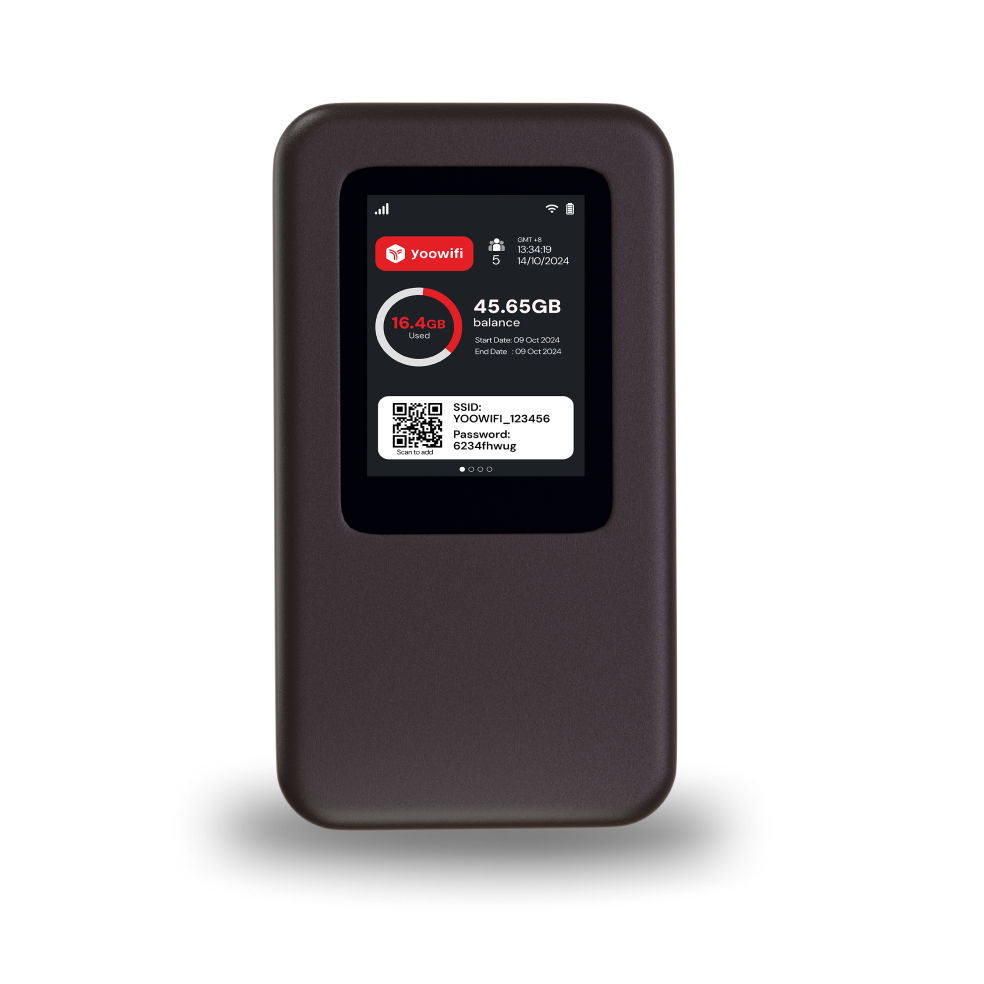 yoowifi
5
GMT +8
13:34:19
14/10/2024
16.4GB
Used
45.65GB
balance
Start Date: 09 Oct 2024
End Date : 09 Oct 2024
Scan to add
SSID:
YOOWIFI_123456
Password:
6234fhwug